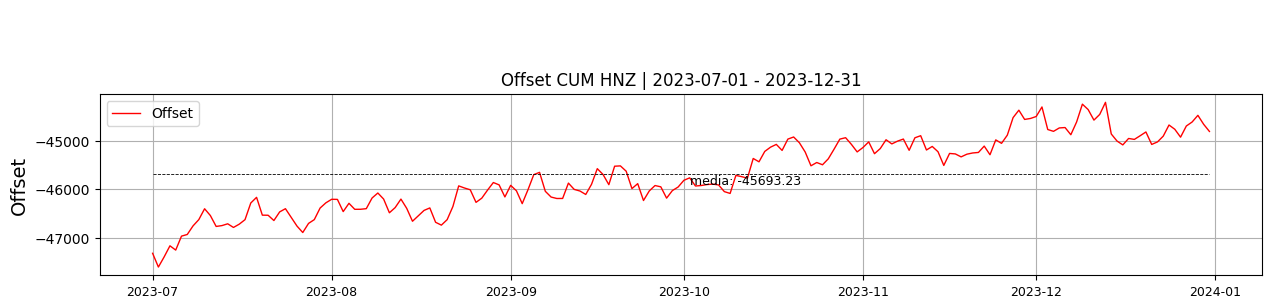 Offset CUM HNZ | 2023-07-01 - 2023-12-31
Offset
Offset
−45000
−46000
−47000
media: -45693.23
2023-07
2023-08
2023-09
2023-10
2023-11
2023-12
2024-01